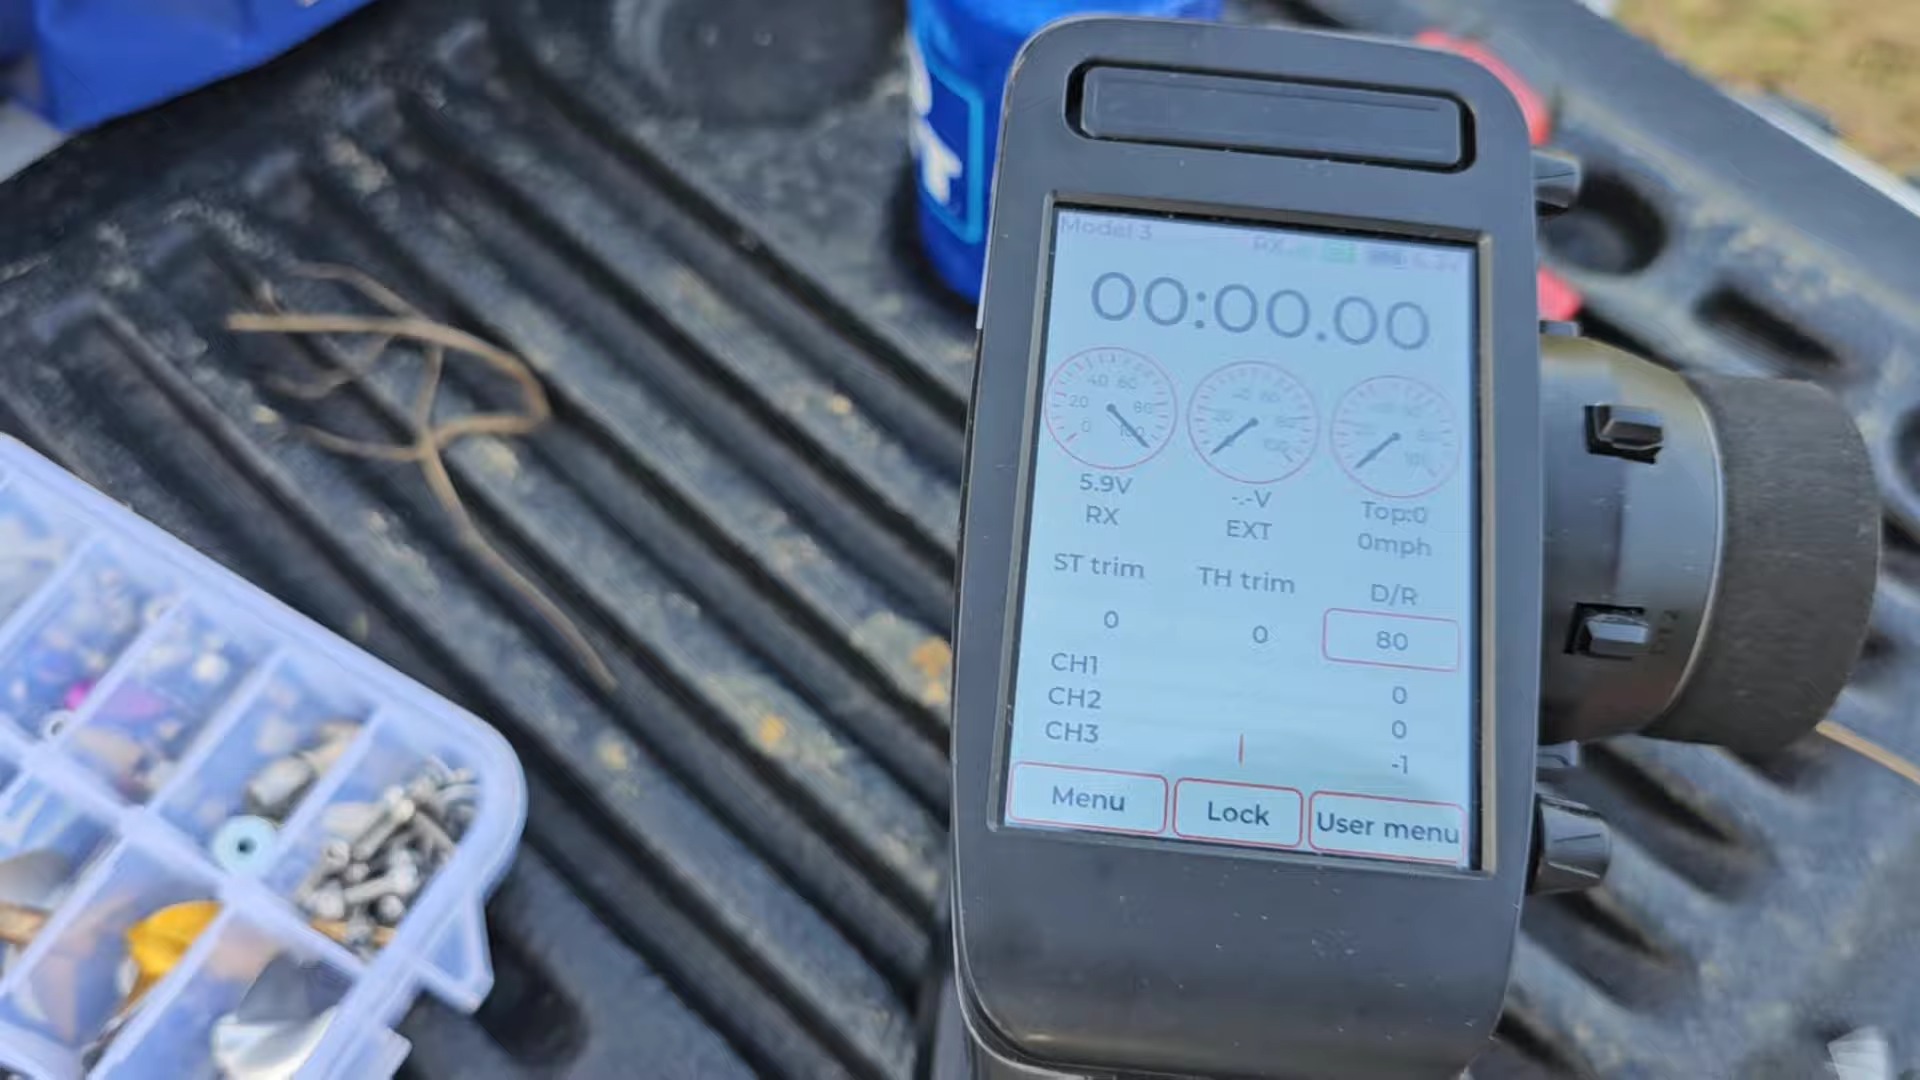 Model 3
RX
00:00.00
40 60
20 80
0 100
5.9V
RX
-.-V
EXT
Top:0
0mph
ST trim
0
TH trim
0
D/R
80
CH1 0
CH2 0
CH3 -1
Menu
Lock
User menu